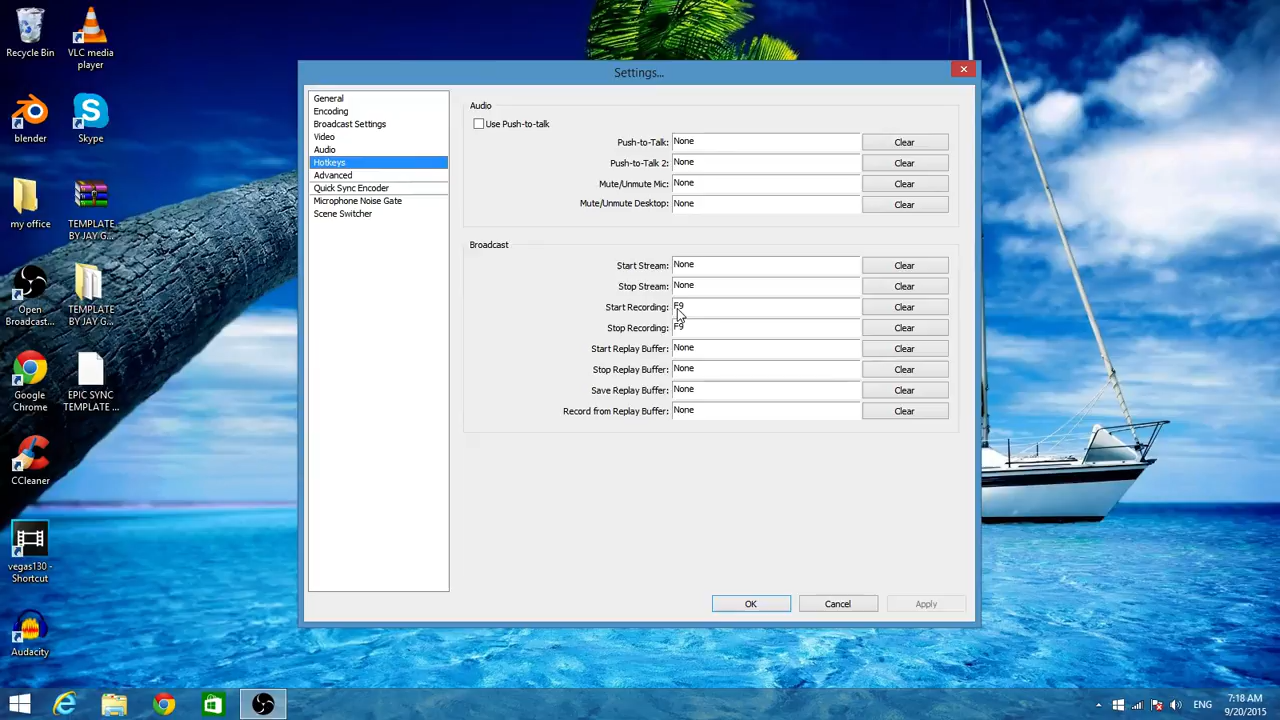 Settings...
Recycle Bin
VLC media
player
blender
Skype
my office
TEMPLATE
BY JAY G...
Open
Broadcast...
TEMPLATE
BY JAY G...
Google
Chrome
EPIC SYNC
TEMPLATE ...
CCleaner
vegas130 -
Shortcut
Audacity
General
Encoding
Broadcast Settings
Video
Audio
Hotkeys
Advanced
Quick Sync Encoder
Microphone Noise Gate
Scene Switcher
Audio
Use Push-to-talk
Push-to-Talk: None Clear
Push-to-Talk 2: None Clear
Mute/Unmute Mic: None Clear
Mute/Unmute Desktop: None Clear
Broadcast
Start Stream: None Clear
Stop Stream: None Clear
Start Recording: F9 Clear
Stop Recording: F9 Clear
Start Replay Buffer: None Clear
Stop Replay Buffer: None Clear
Save Replay Buffer: None Clear
Record from Replay Buffer: None Clear
OK Cancel Apply
ENG
7:18 AM
9/20/2015